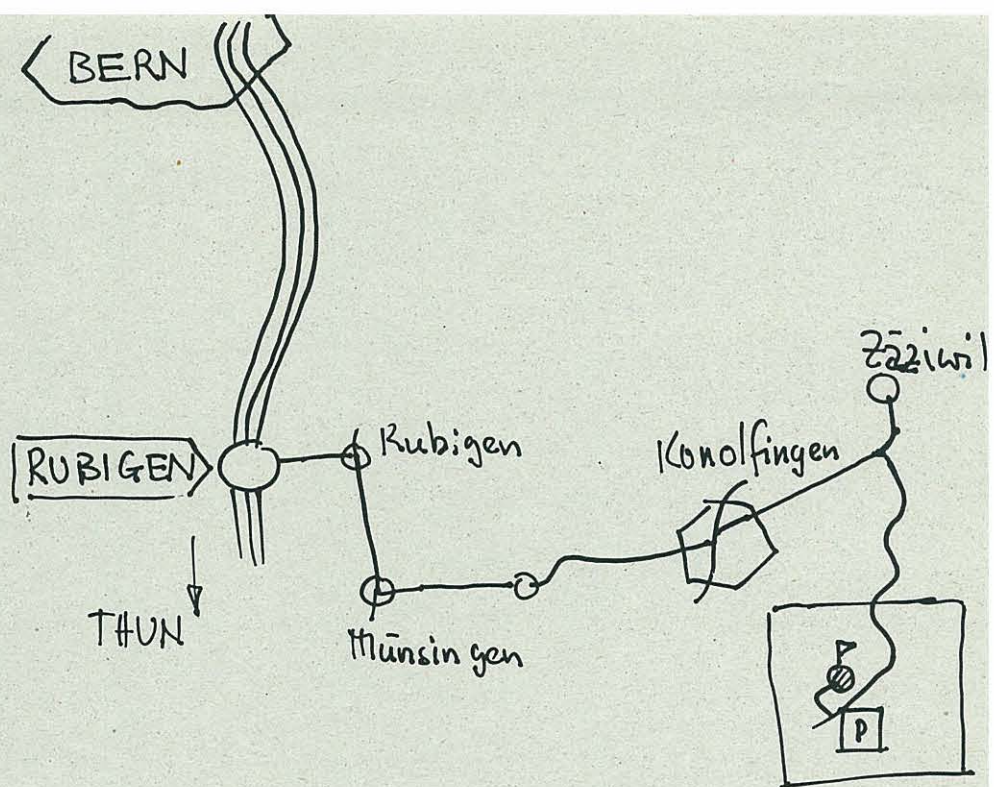 BERN
Zäziwil
Rubigen
Konolfingen
RUBIGEN
THUN
Münsingen
P